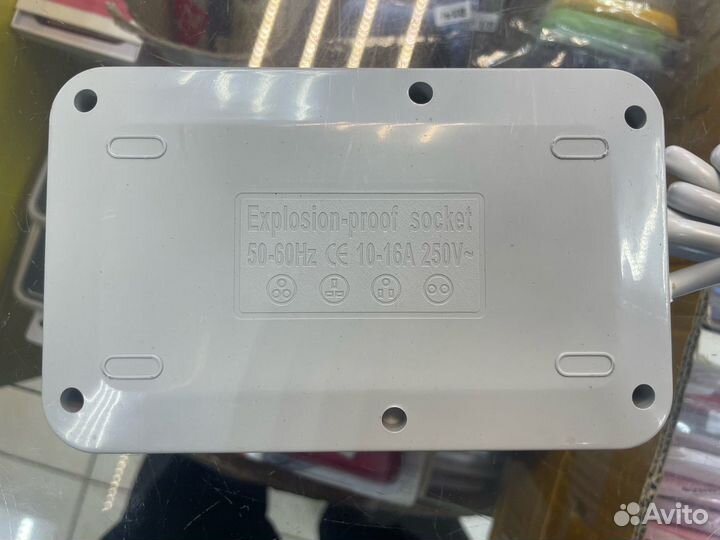 Explosion-proof socket
50-60Hz CE 10-16A 250V~
Avito